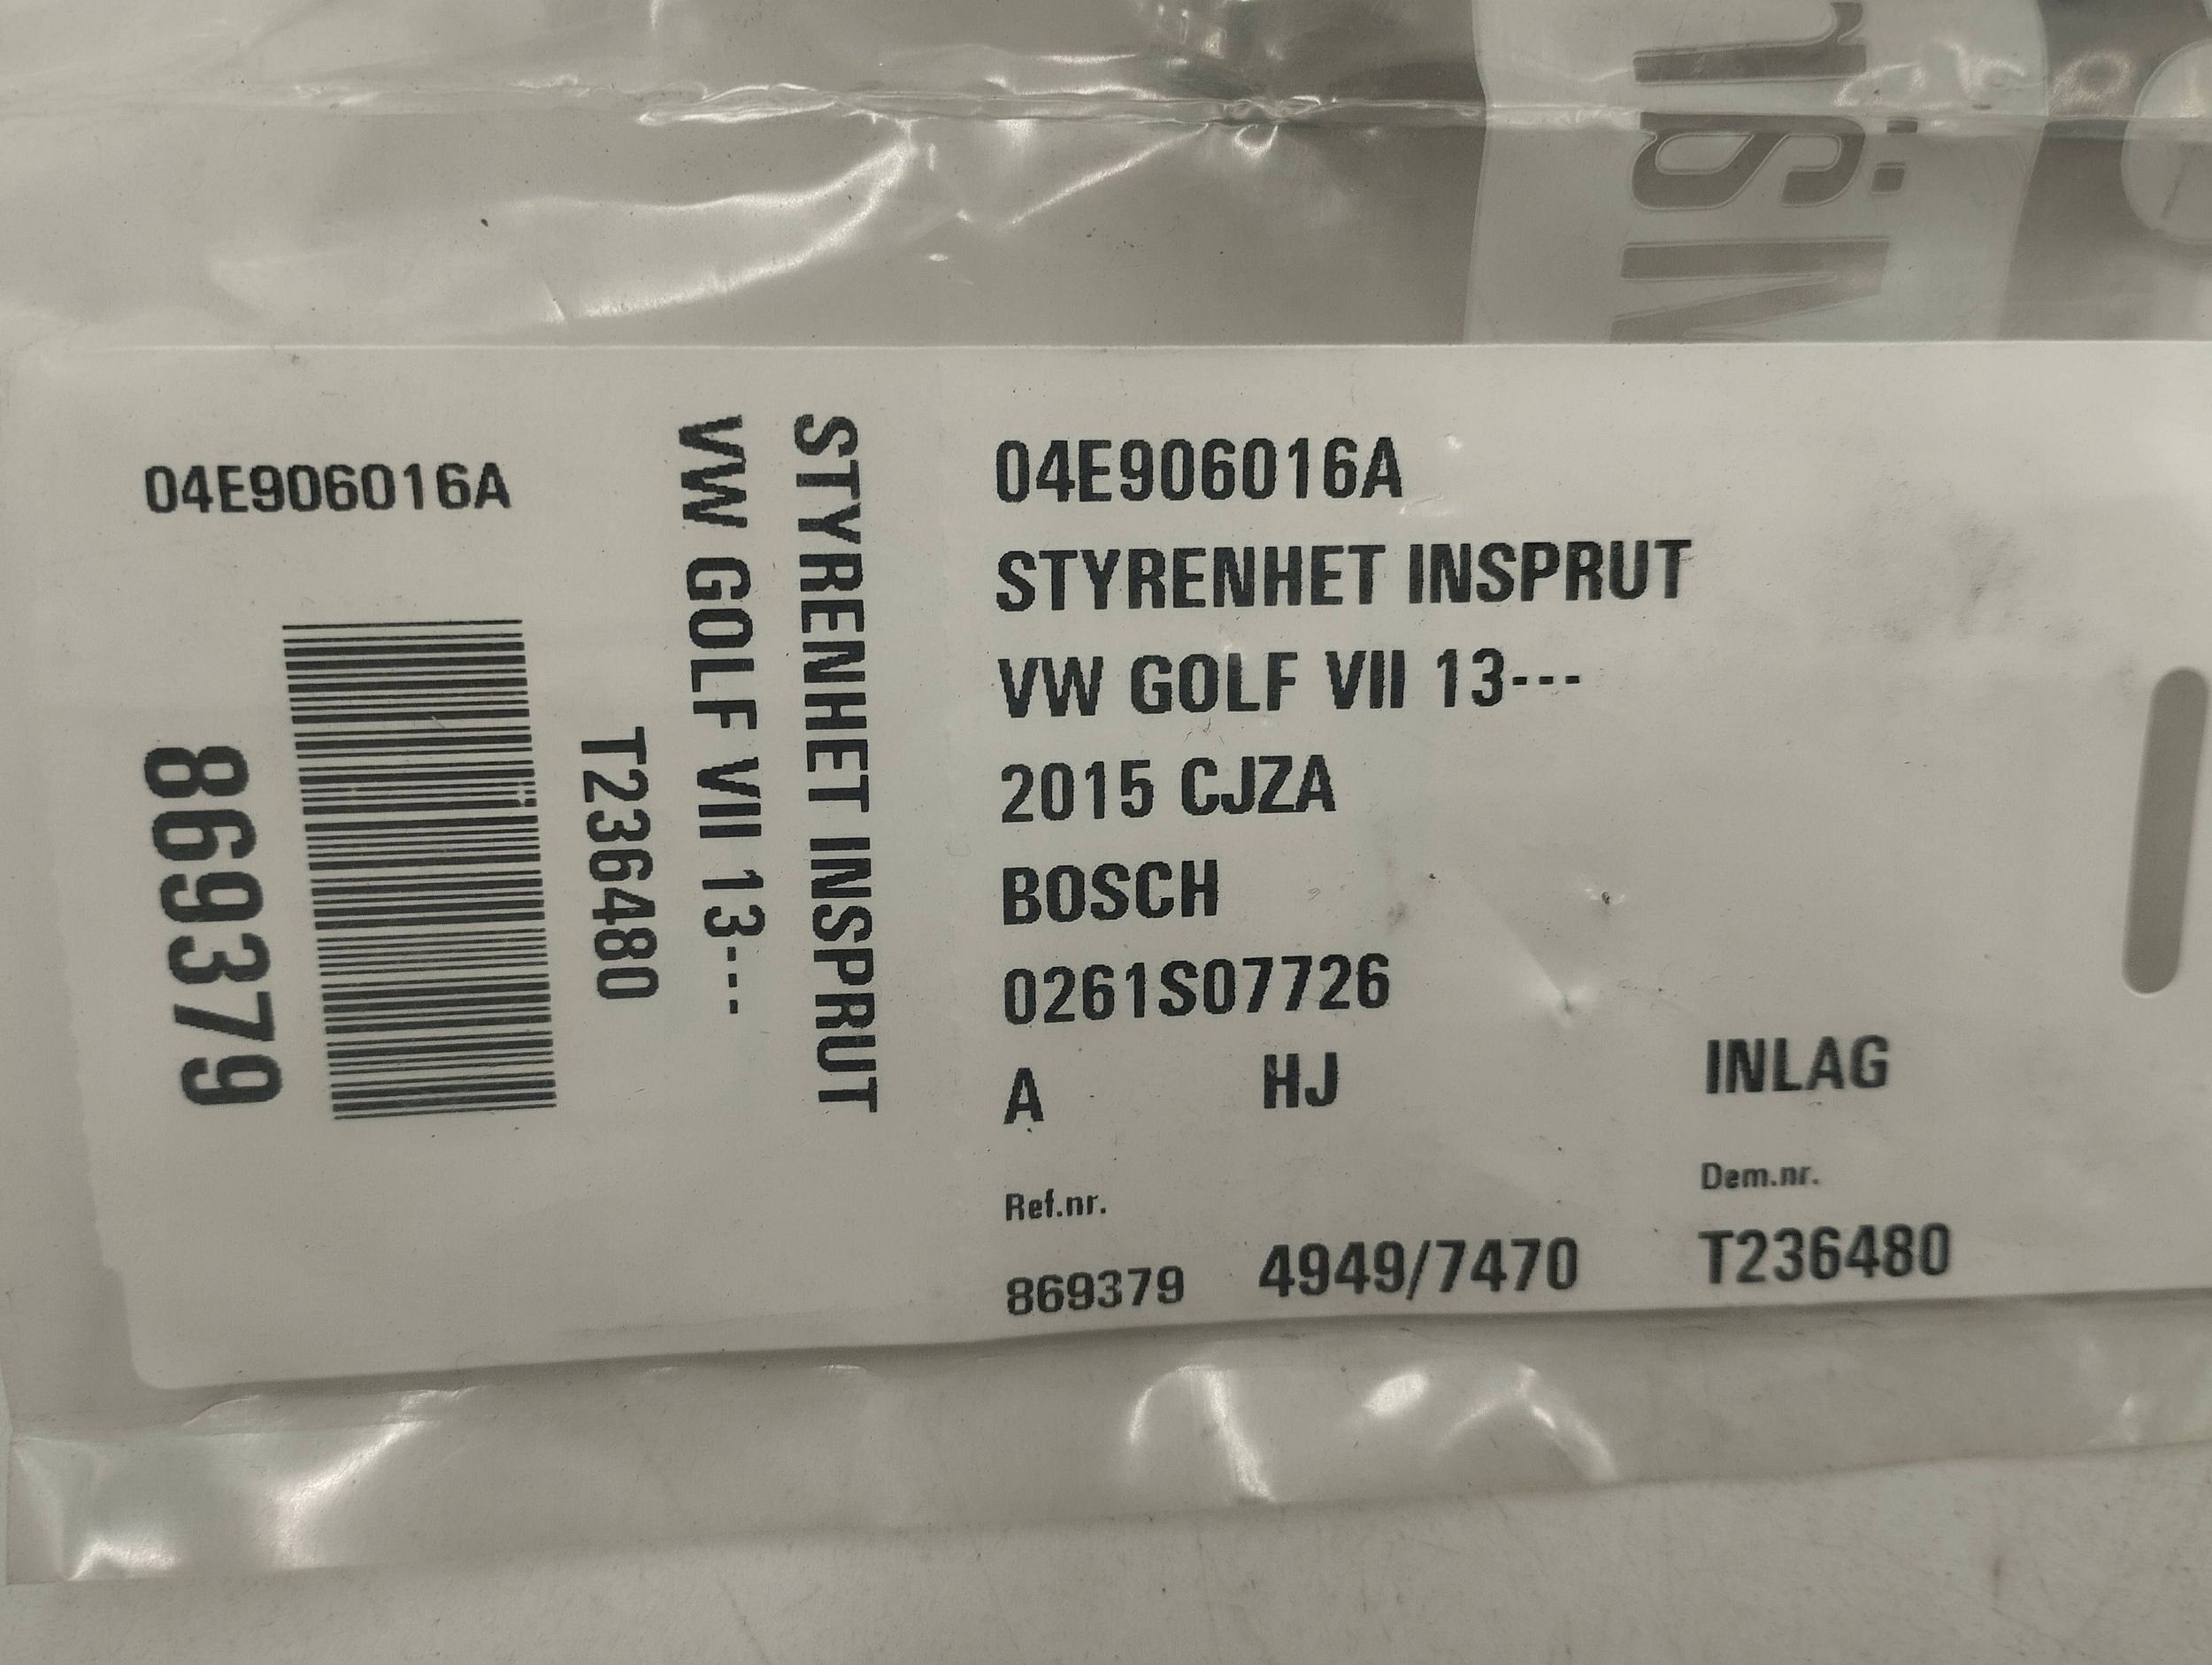 04E906016A
869379
T236480
VW GOLF VII 13---
STYRENHET INSPRUT
04E906016A
STYRENHET INSPRUT
VW GOLF VII 13---
2015 CJZA
BOSCH
0261S07726
A HJ INLAG
Ref.nr. Dem.nr.
869379 4949/7470 T236480